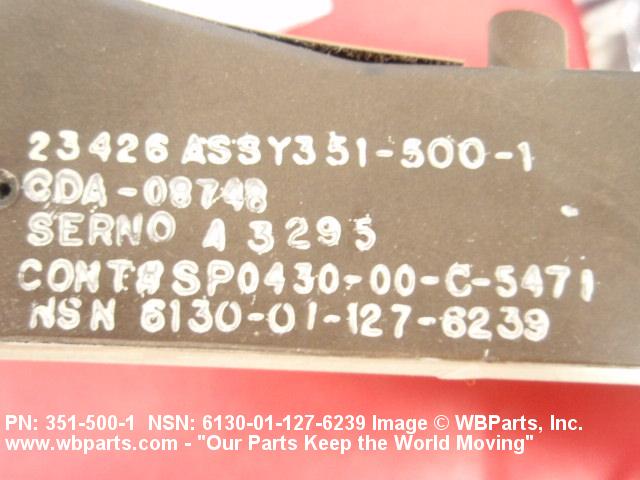 23426 ASSY351-500-1
CDA-08748
SERNO A 3295
CONT# SP0430-00-C-5471
NSN 6130-01-127-6239
PN: 351-500-1 NSN: 6130-01-127-6239 Image © WBParts, Inc.
www.wbparts.com - "Our Parts Keep the World Moving"